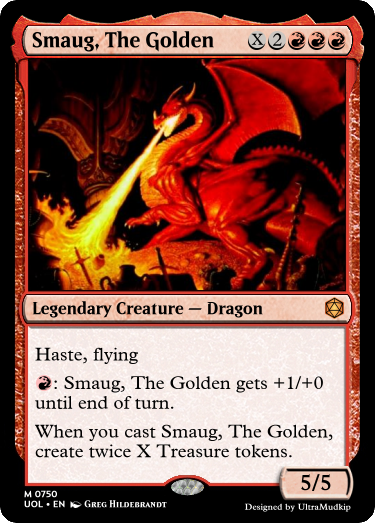 Smaug, The Golden X2
Legendary Creature — Dragon
Haste, flying
: Smaug, The Golden gets +1/+0
until end of turn.
When you cast Smaug, The Golden,
create twice X Treasure tokens.
5/5
M 0750
UOL • EN Greg Hildebrandt
Designed by UltraMudkip